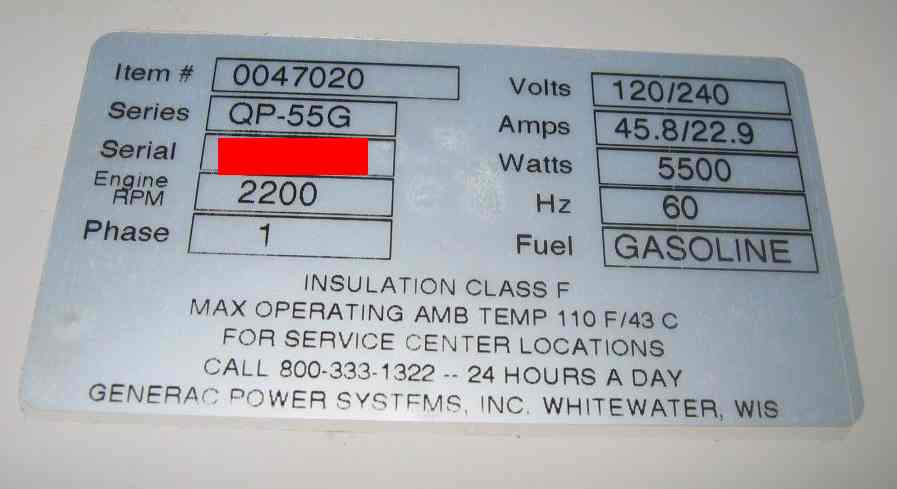 Item # 0047020
Series QP-55G
Serial
Engine RPM 2200
Phase 1
Volts 120/240
Amps 45.8/22.9
Watts 5500
Hz 60
Fuel GASOLINE
INSULATION CLASS F
MAX OPERATING AMB TEMP 110 F/43 C
FOR SERVICE CENTER LOCATIONS
CALL 800-333-1322 -- 24 HOURS A DAY
GENERAC POWER SYSTEMS, INC. WHITEWATER, WIS